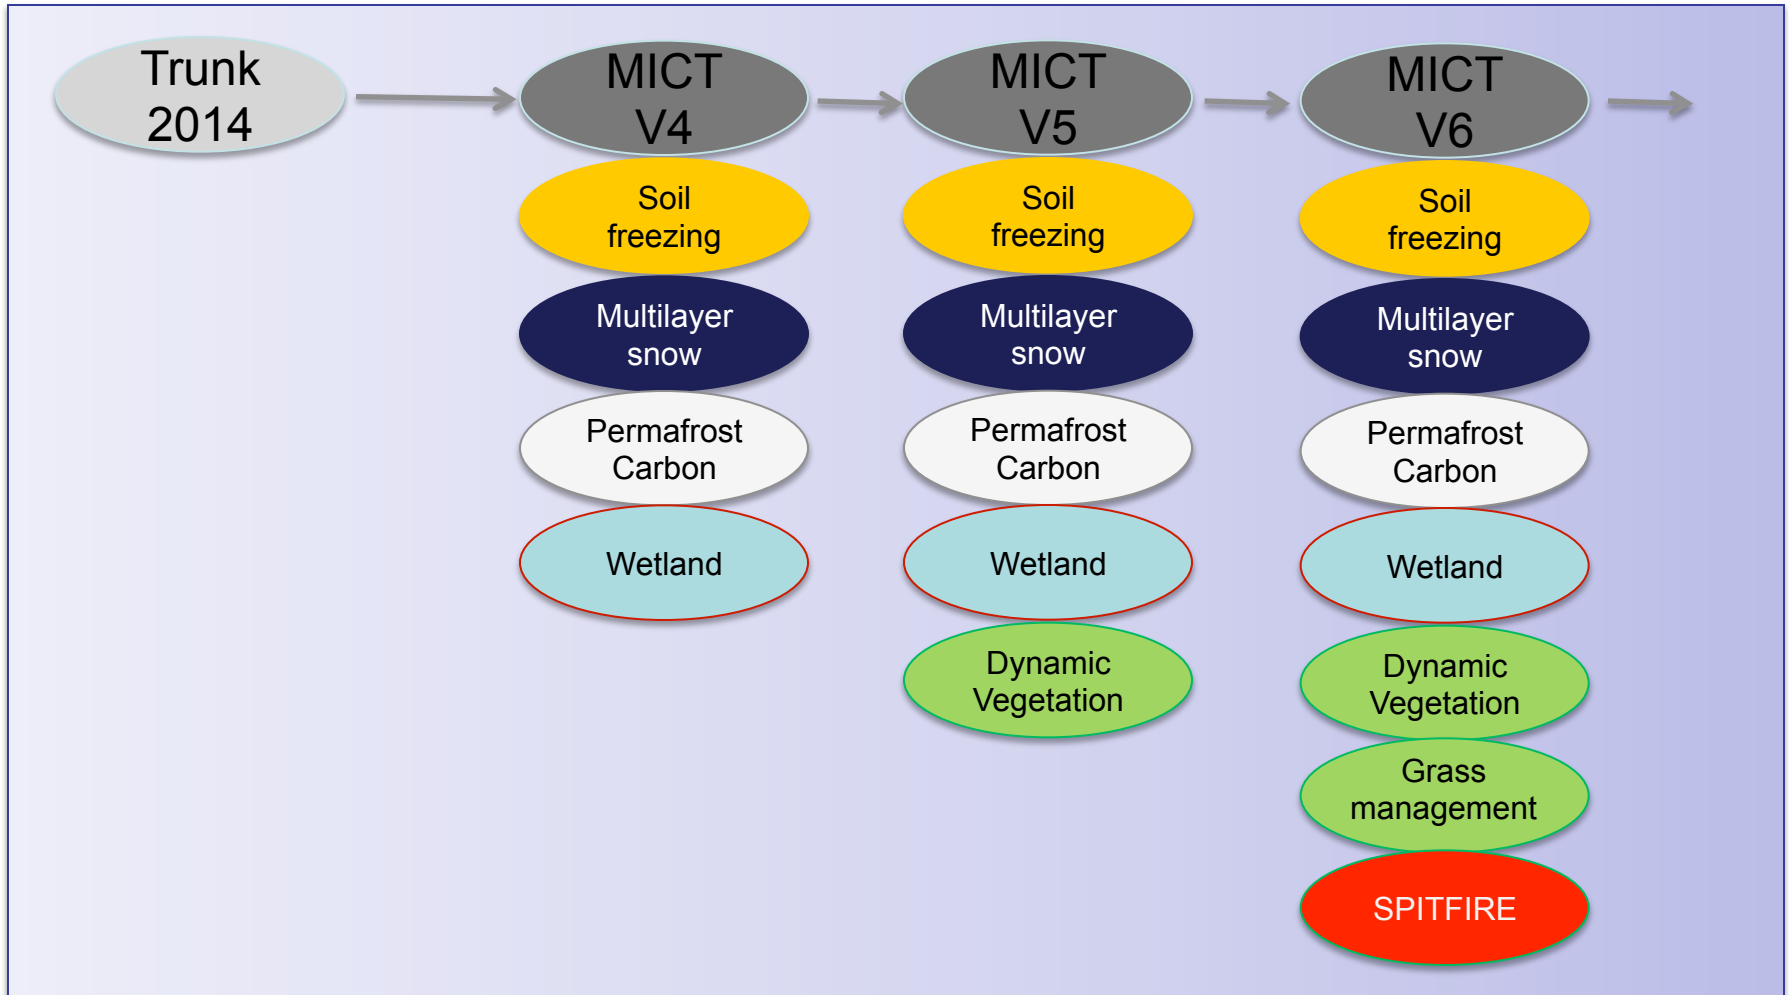 Trunk
2014
MICT
V4
Soil
freezing
Multilayer
snow
Permafrost
Carbon
Wetland
MICT
V5
Soil
freezing
Multilayer
snow
Permafrost
Carbon
Wetland
Dynamic
Vegetation
MICT
V6
Soil
freezing
Multilayer
snow
Permafrost
Carbon
Wetland
Dynamic
Vegetation
Grass
management
SPITFIRE